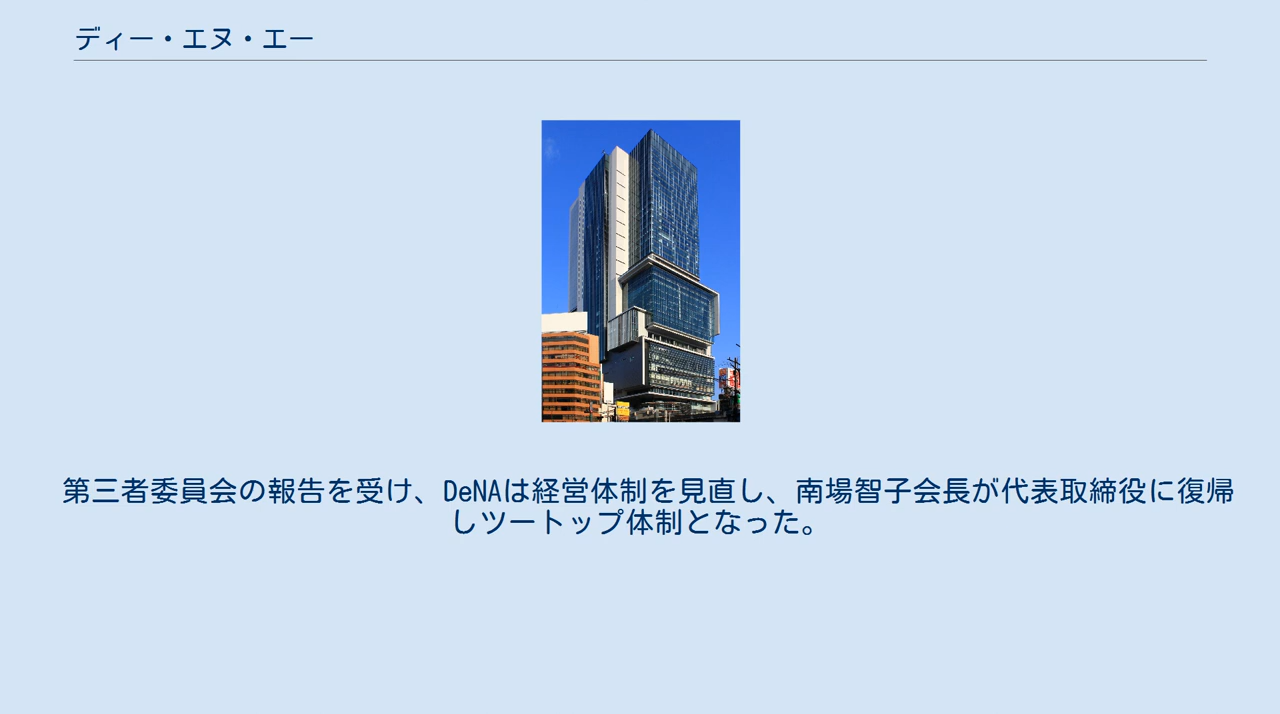 ディー・エヌ・エー
第三者委員会の報告を受け、DeNAは経営体制を見直し、南場智子会長が代表取締役に復帰
しツートップ体制となった。